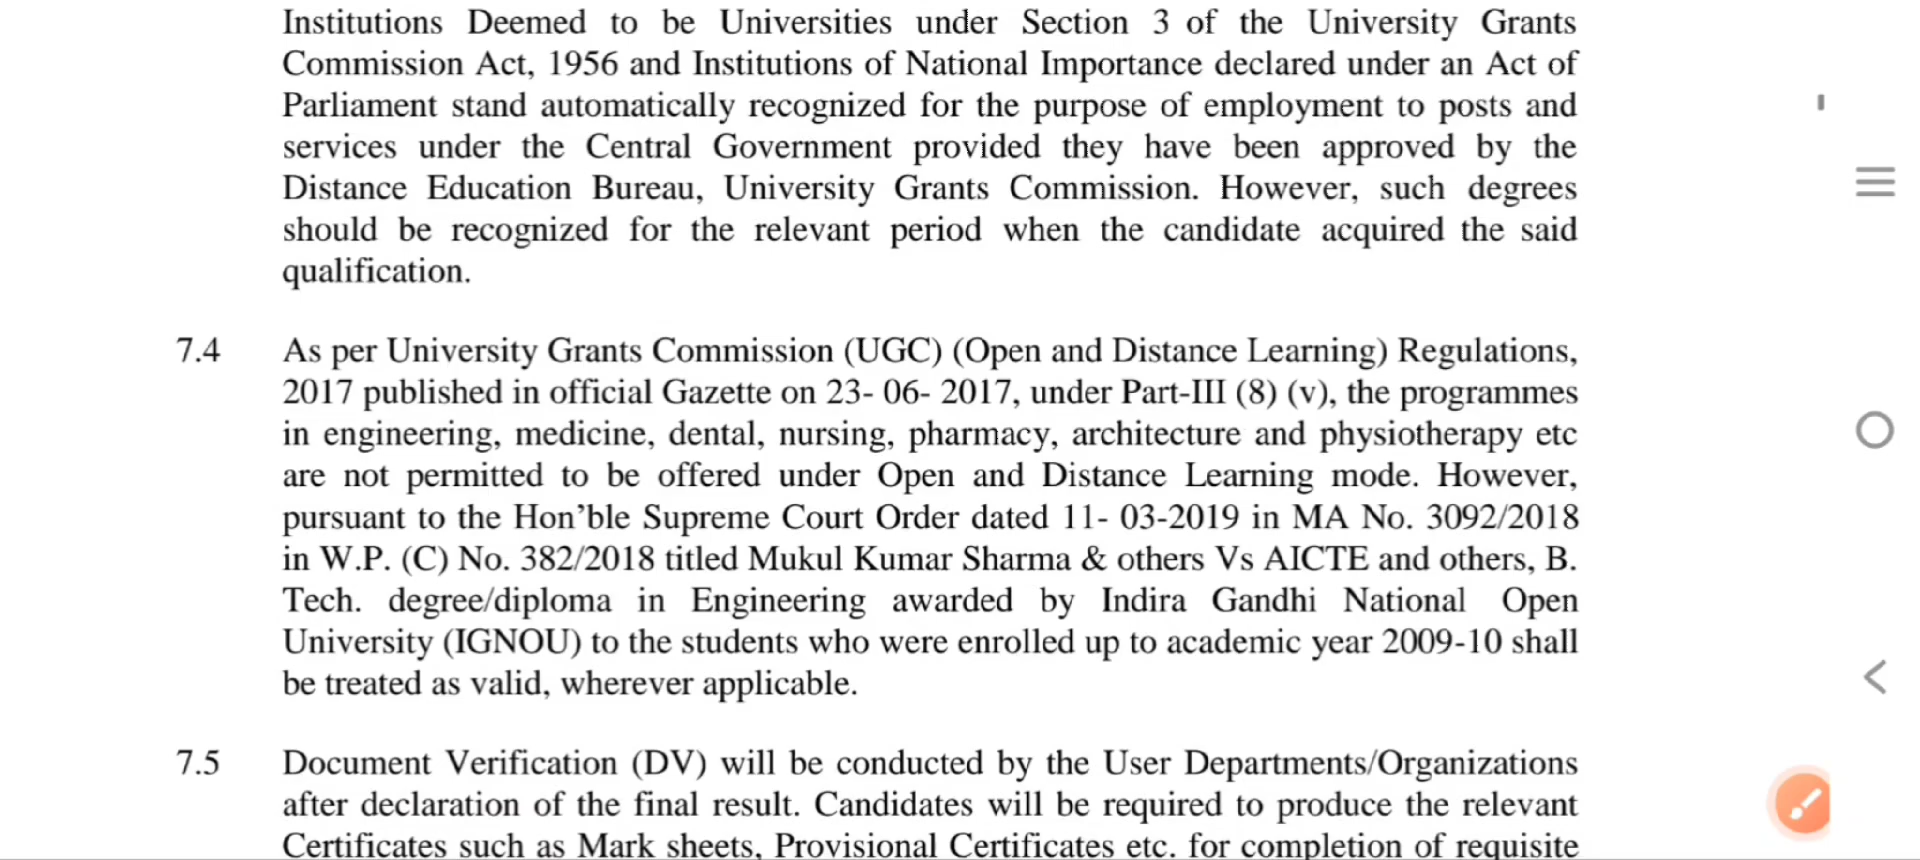 Institutions Deemed to be Universities under Section 3 of the University Grants
Commission Act, 1956 and Institutions of National Importance declared under an Act of
Parliament stand automatically recognized for the purpose of employment to posts and
services under the Central Government provided they have been approved by the
Distance Education Bureau, University Grants Commission. However, such degrees
should be recognized for the relevant period when the candidate acquired the said
qualification.
7.4 As per University Grants Commission (UGC) (Open and Distance Learning) Regulations,
2017 published in official Gazette on 23- 06- 2017, under Part-III (8) (v), the programmes
in engineering, medicine, dental, nursing, pharmacy, architecture and physiotherapy etc
are not permitted to be offered under Open and Distance Learning mode. However,
pursuant to the Hon’ble Supreme Court Order dated 11- 03-2019 in MA No. 3092/2018
in W.P. (C) No. 382/2018 titled Mukul Kumar Sharma & others Vs AICTE and others, B.
Tech. degree/diploma in Engineering awarded by Indira Gandhi National Open
University (IGNOU) to the students who were enrolled up to academic year 2009-10 shall
be treated as valid, wherever applicable.
7.5 Document Verification (DV) will be conducted by the User Departments/Organizations
after declaration of the final result. Candidates will be required to produce the relevant
Certificates such as Mark sheets, Provisional Certificates etc. for completion of requisite